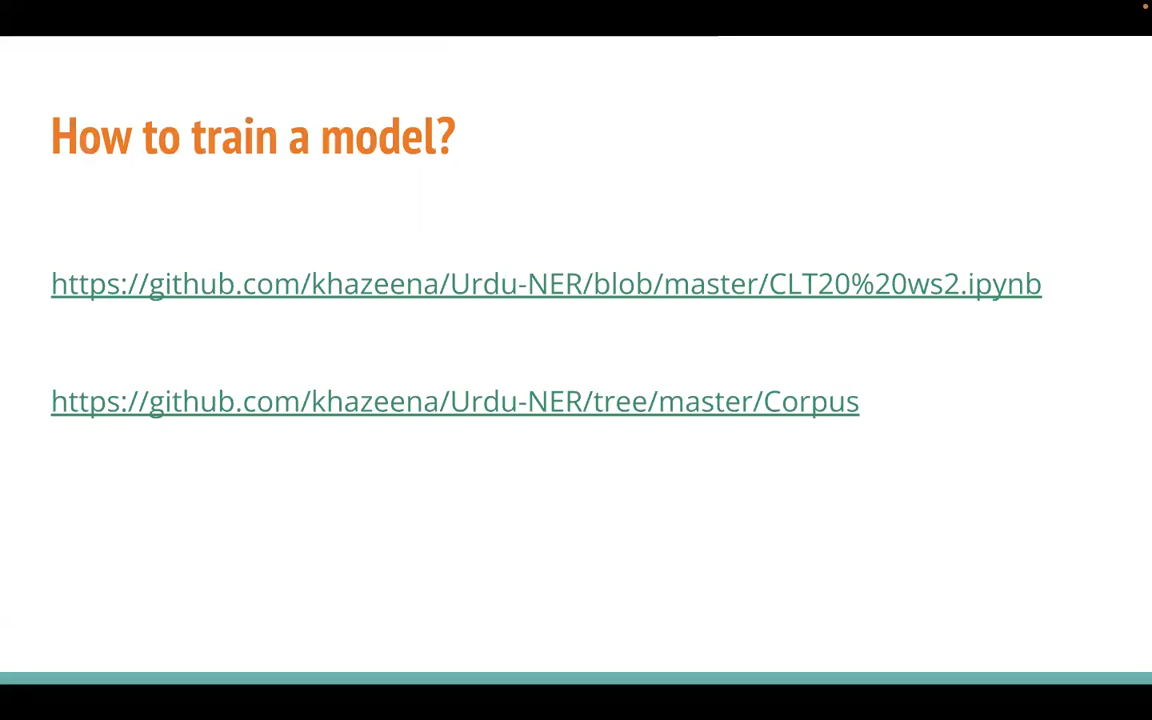 How to train a model?
https://github.com/khazeena/Urdu-NER/blob/master/CLT20%20ws2.ipynb
https://github.com/khazeena/Urdu-NER/tree/master/Corpus